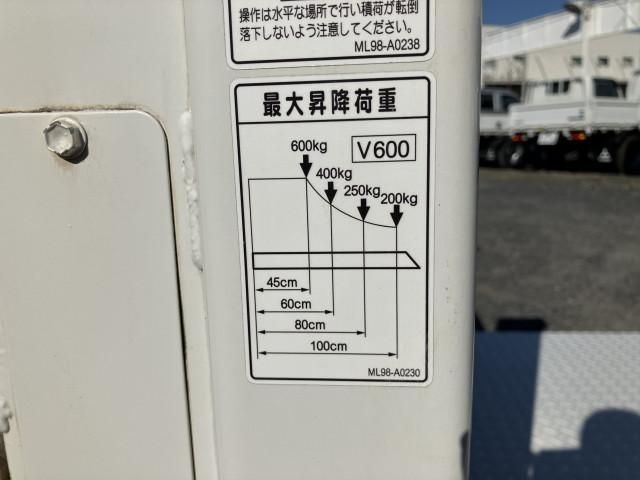 操作は水平な場所で行い積荷が転倒
落下しないよう注意してください。
ML98-A0238
最大昇降荷重
V600
600kg
400kg
250kg
200kg
45cm
60cm
80cm
100cm
ML98-A0230